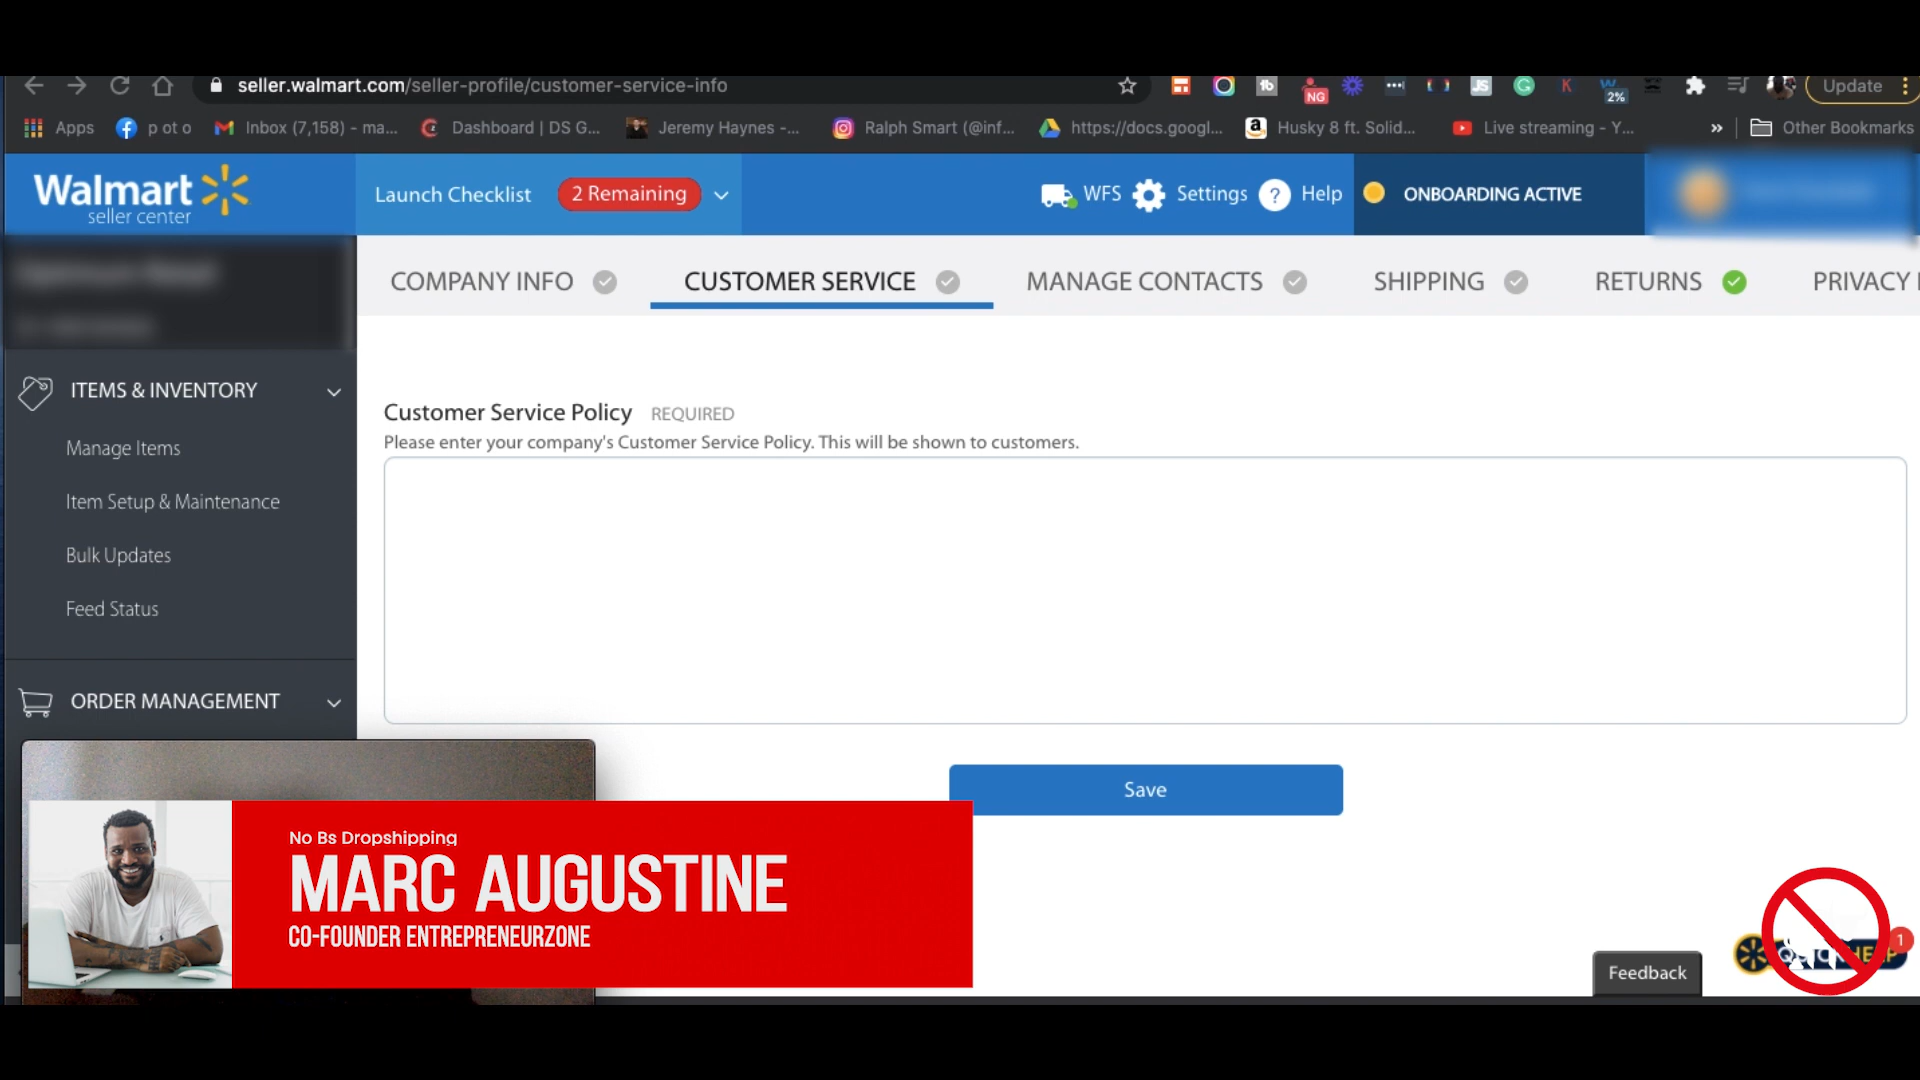 seller.walmart.com/seller-profile/customer-service-info
NG
2%
Update
Apps
p ot o
Inbox (7,158) - ma...
Dashboard | DS G...
Jeremy Haynes -...
Ralph Smart (@inf...
https://docs.googl...
Husky 8 ft. Solid...
Live streaming - Y...
»
Other Bookmarks
Walmart
seller center
Launch Checklist
2 Remaining
WFS
Settings
?
Help
ONBOARDING ACTIVE
COMPANY INFO
CUSTOMER SERVICE
MANAGE CONTACTS
SHIPPING
RETURNS
PRIVACY
ITEMS & INVENTORY
Manage Items
Item Setup & Maintenance
Bulk Updates
Feed Status
ORDER MANAGEMENT
Customer Service Policy REQUIRED
Please enter your company's Customer Service Policy. This will be shown to customers.
Save
No Bs Dropshipping
MARC AUGUSTINE
CO-FOUNDER ENTREPRENEURZONE
Feedback
1